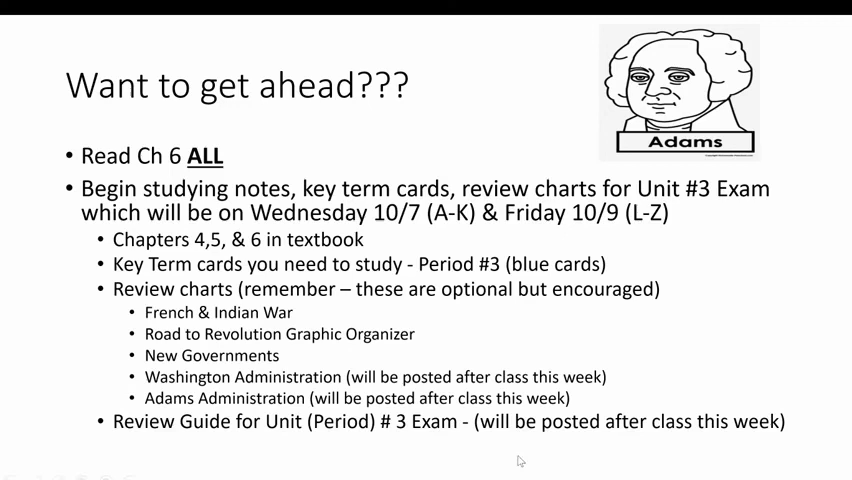 Want to get ahead???
Adams
• Read Ch 6 ALL
• Begin studying notes, key term cards, review charts for Unit #3 Exam
which will be on Wednesday 10/7 (A-K) & Friday 10/9 (L-Z)
• Chapters 4,5, & 6 in textbook
• Key Term cards you need to study - Period #3 (blue cards)
• Review charts (remember – these are optional but encouraged)
• French & Indian War
• Road to Revolution Graphic Organizer
• New Governments
• Washington Administration (will be posted after class this week)
• Adams Administration (will be posted after class this week)
• Review Guide for Unit (Period) # 3 Exam - (will be posted after class this week)